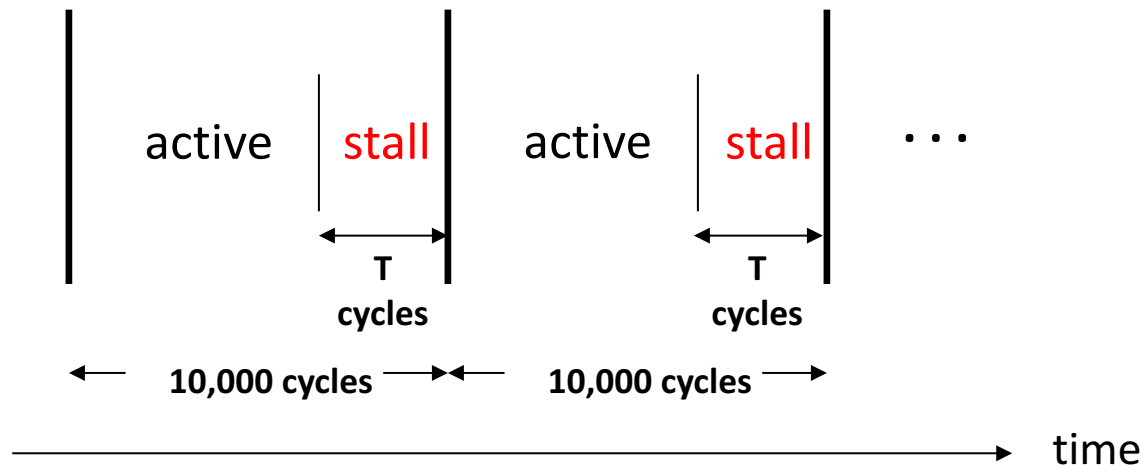 active stall active stall ...
T T
cycles cycles
10,000 cycles 10,000 cycles
time